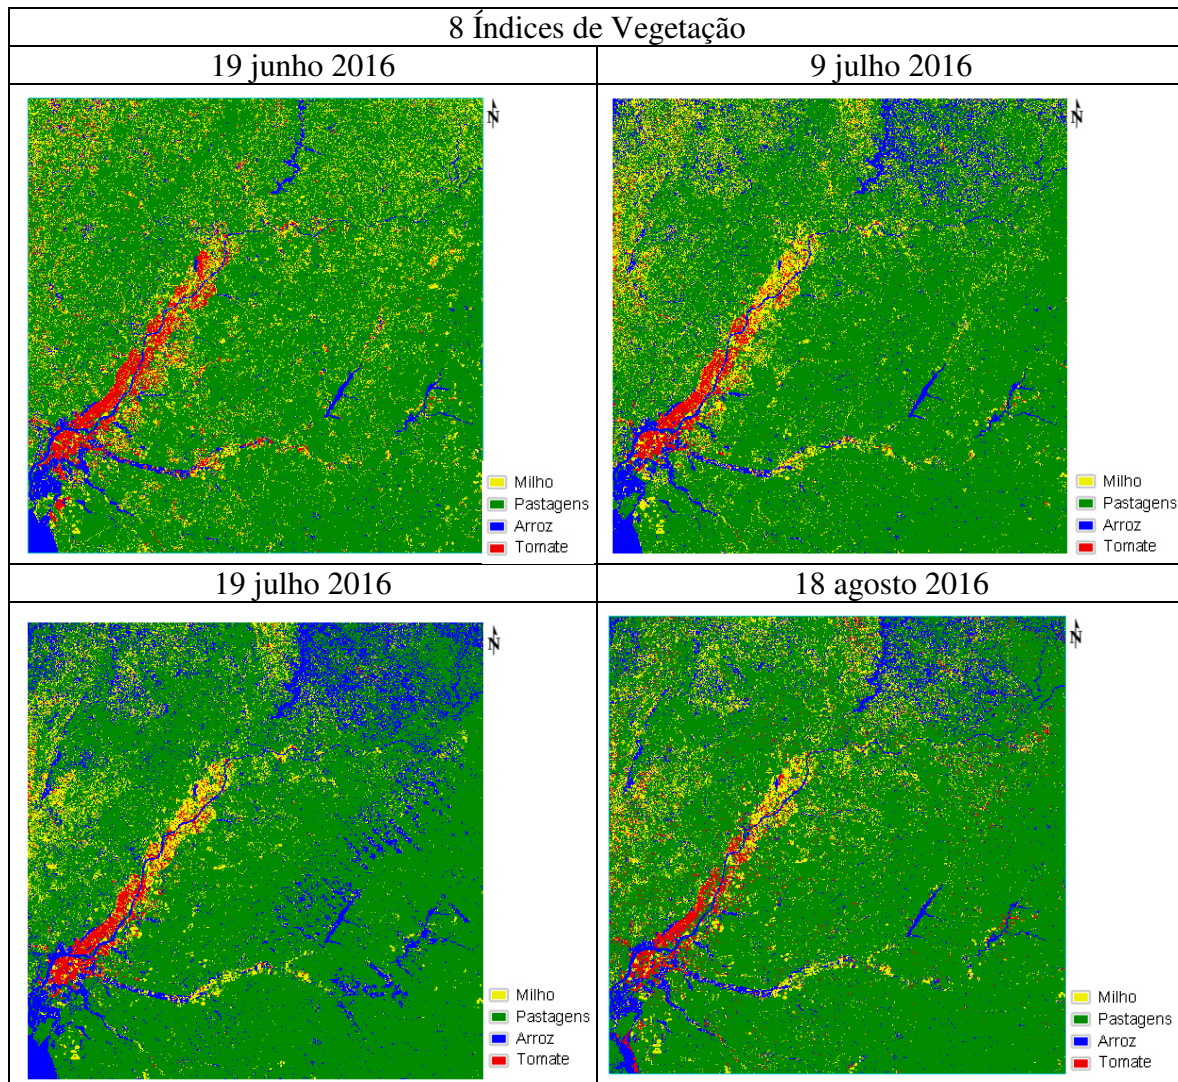 8 Índices de Vegetação
19 junho 2016
9 julho 2016
N
Milho
Pastagens
Arroz
Tomate
N
Milho
Pastagens
Arroz
Tomate
19 julho 2016
18 agosto 2016
N
Milho
Pastagens
Arroz
Tomate
N
Milho
Pastagens
Arroz
Tomate